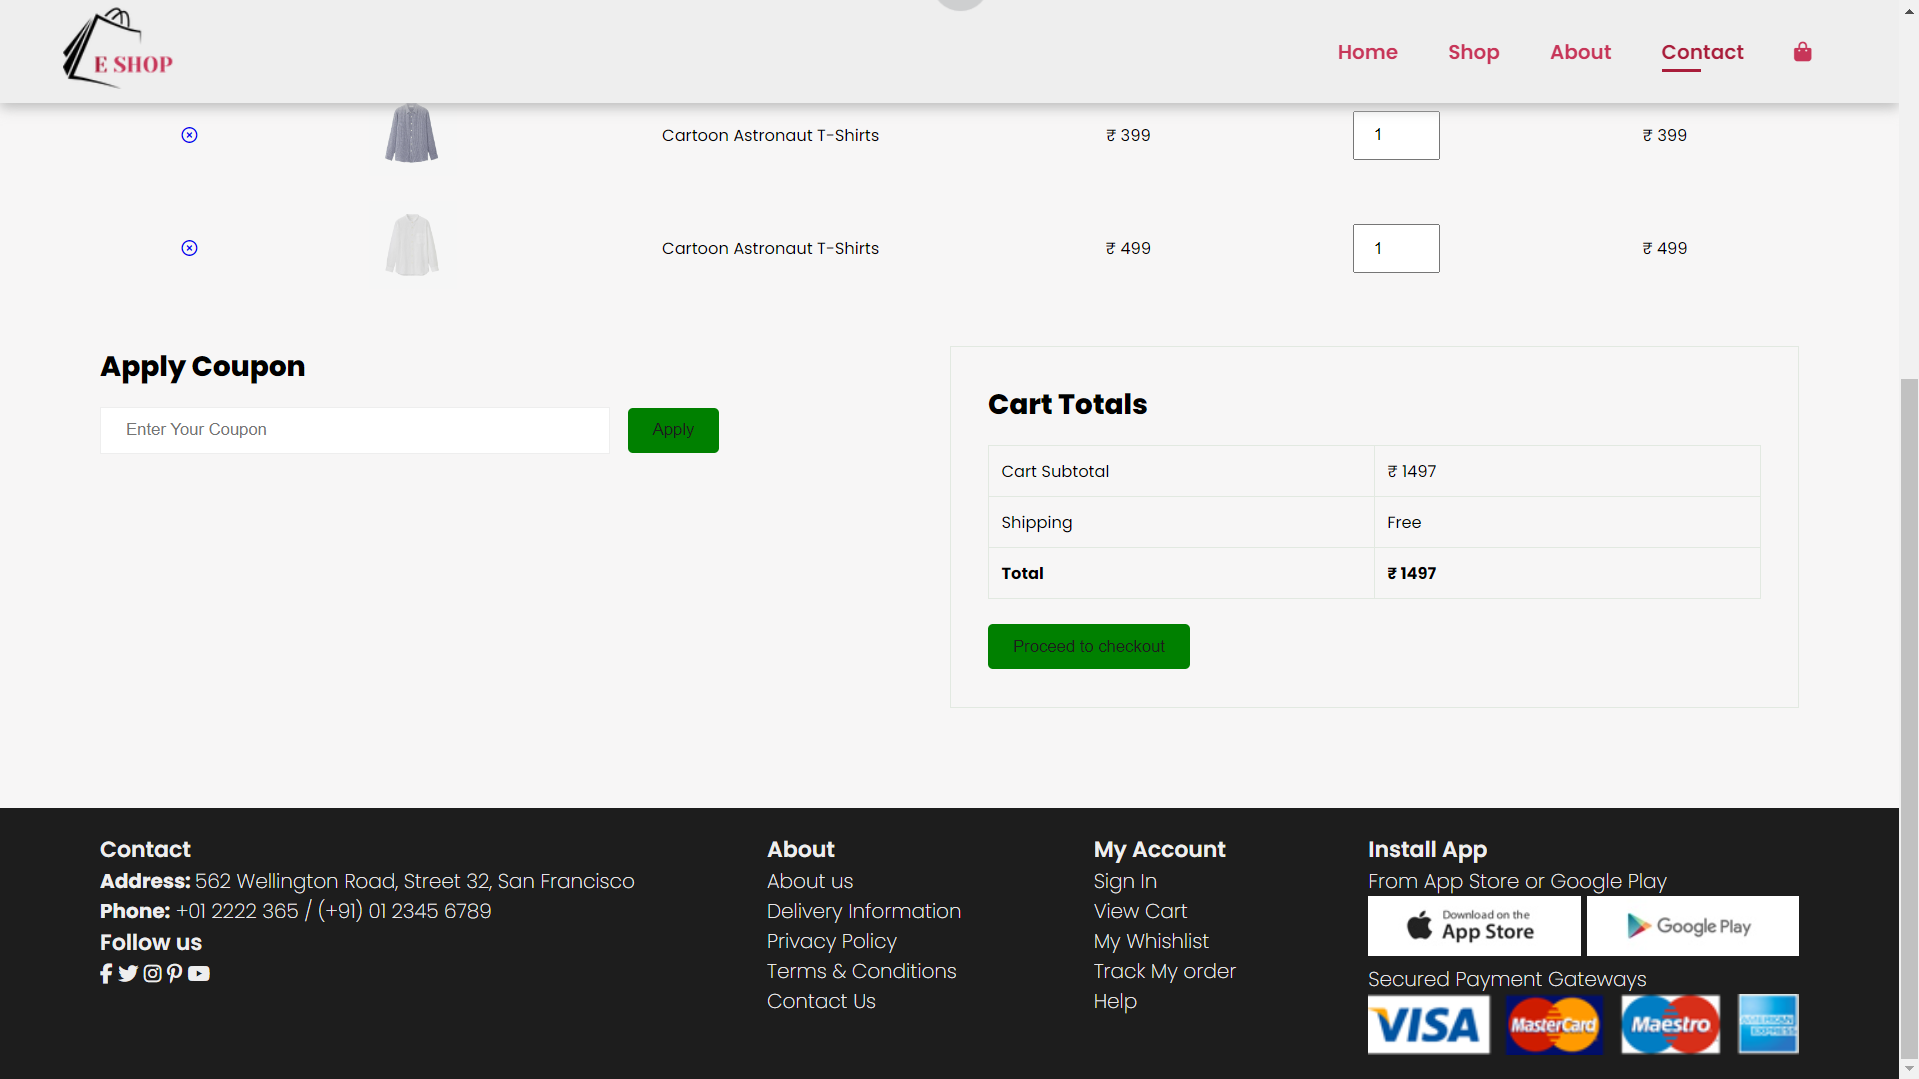 E SHOP
Home Shop About Contact
Cartoon Astronaut T-Shirts ₹ 399 1 ₹ 399
Cartoon Astronaut T-Shirts ₹ 499 1 ₹ 499
Apply Coupon
Enter Your Coupon Apply
Cart Totals
Cart Subtotal ₹ 1497
Shipping Free
Total ₹ 1497
Proceed to checkout
Contact
Address: 562 Wellington Road, Street 32, San Francisco
Phone: +01 2222 365 / (+91) 01 2345 6789
Follow us
About
About us
Delivery Information
Privacy Policy
Terms & Conditions
Contact Us
My Account
Sign In
View Cart
My Whishlist
Track My order
Help
Install App
From App Store or Google Play
Download on the
App Store
Google Play
Secured Payment Gateways
VISA MasterCard Maestro
AMERICAN
EXPRESS